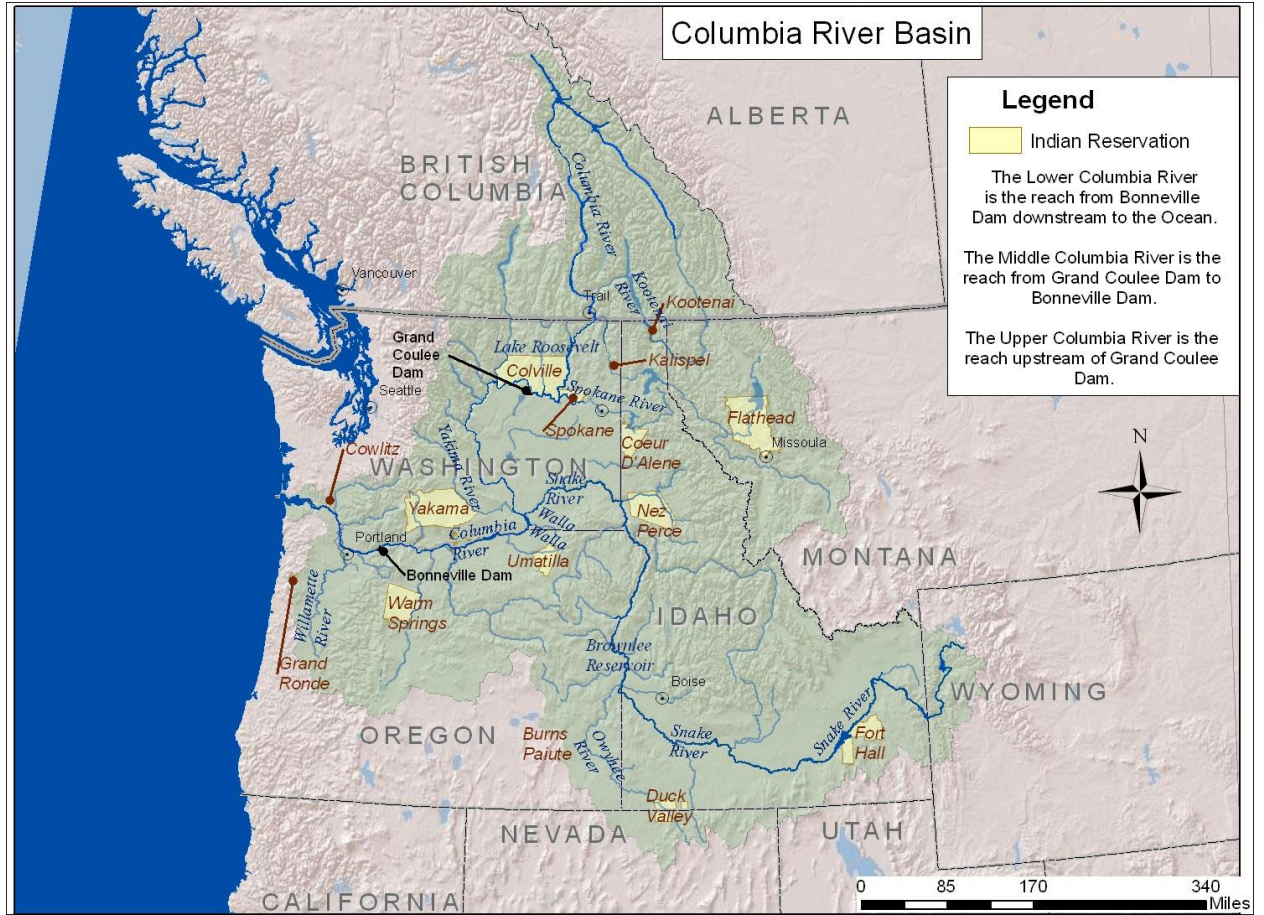 Columbia River Basin
Legend
Indian Reservation
The Lower Columbia River
is the reach from Bonneville
Dam downstream to the Ocean.
The Middle Columbia River is the
reach from Grand Coulee Dam to
Bonneville Dam.
The Upper Columbia River is the
reach upstream of Grand Coulee
Dam.
ALBERTA
BRITISH
COLUMBIA
Columbia River
Vancouver
Kootenai
River
Trail
Kootenai
Grand
Coulee
Dam
Lake Roosevelt
Kalispel
Colville
Seattle
Spokane River
Spokane
Flathead
Coeur
D'Alene
Missoula
Cowlitz
Yakima River
WASHINGTON
N
Snake
River
Yakama
Walla
Walla
Nez
Perce
Columbia
River
Portland
Umatilla
MONTANA
Bonneville Dam
Willamette
River
Warm
Springs
IDAHO
Brownlee
Reservoir
Grand
Ronde
Boise
WYOMING
OREGON
Burns
Paiute
Owyhee
River
Snake
River
Snake River
Fort
Hall
Duck
Valley
NEVADA
UTAH
CALIFORNIA
0 85 170 340
Miles